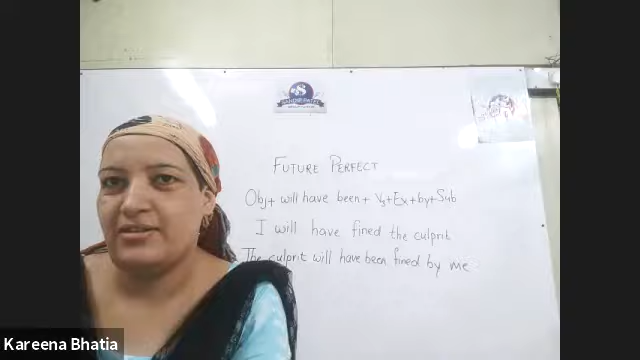 FUTURE PERFECT
Obj+ will have been + V3+Ex+by+Sub
I will have fined the culprit
The culprit will have been fined by me
Kareena Bhatia